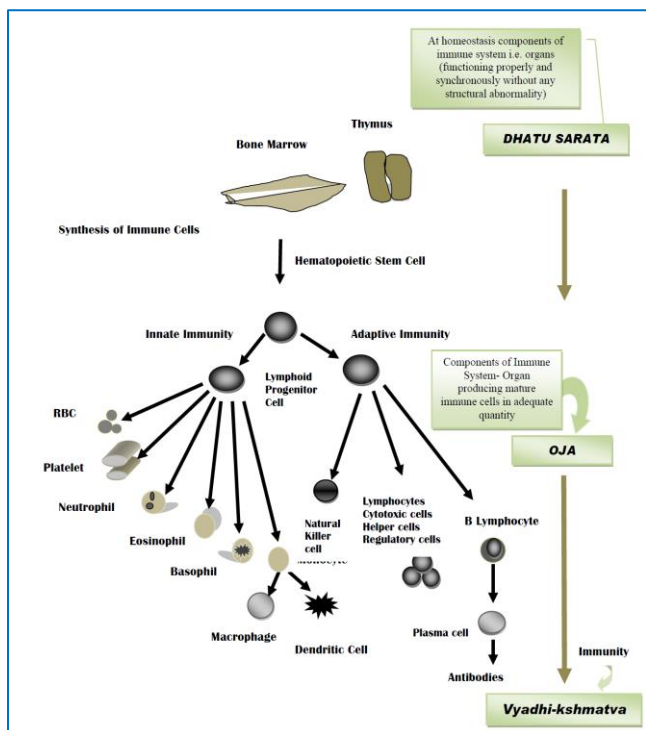 At homeostasis components of
immune system i.e. organs
(functioning properly and
synchronously without any
structural abnormality)
DHATU SARATA
Thymus
Bone Marrow
Synthesis of Immune Cells
Hematopoietic Stem Cell
Innate Immunity
Adaptive Immunity
Lymphoid
Progenitor
Cell
Components of Immune
System- Organ
producing mature
immune cells in adequate
quantity
OJA
RBC
Platelet
Neutrophil
Eosinophil
Basophil
Natural
Killer
cell
Lymphocytes
Cytotoxic cells
Helper cells
Regulatory cells
B Lymphocyte
Monocyte
Macrophage
Dendritic Cell
Plasma cell
Antibodies
Immunity
Vyadhi-kshmatva